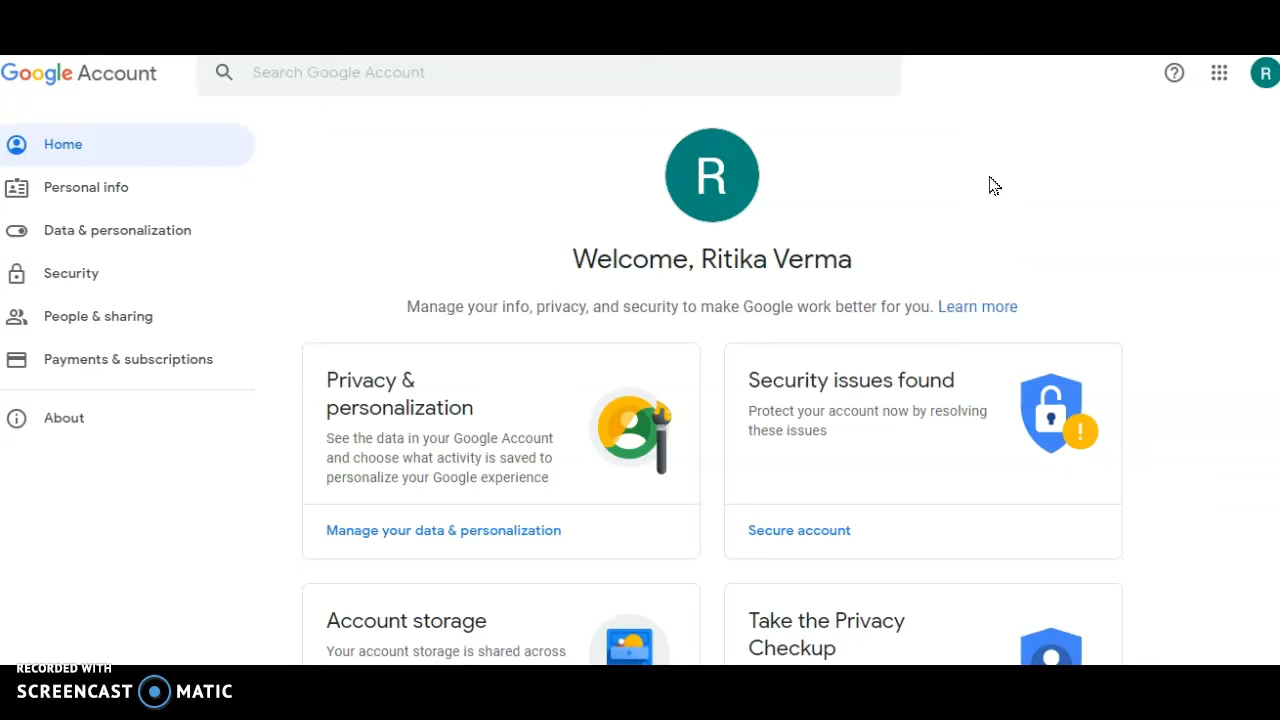 Google Account
Search Google Account
R
Home
Personal info
Data & personalization
Security
People & sharing
Payments & subscriptions
About
R
Welcome, Ritika Verma
Manage your info, privacy, and security to make Google work better for you. Learn more
Privacy &
personalization
See the data in your Google Account
and choose what activity is saved to
personalize your Google experience
Manage your data & personalization
Security issues found
Protect your account now by resolving
these issues
Secure account
Account storage
Your account storage is shared across
Take the Privacy
Checkup
RECORDED WITH
SCREENCAST MATIC